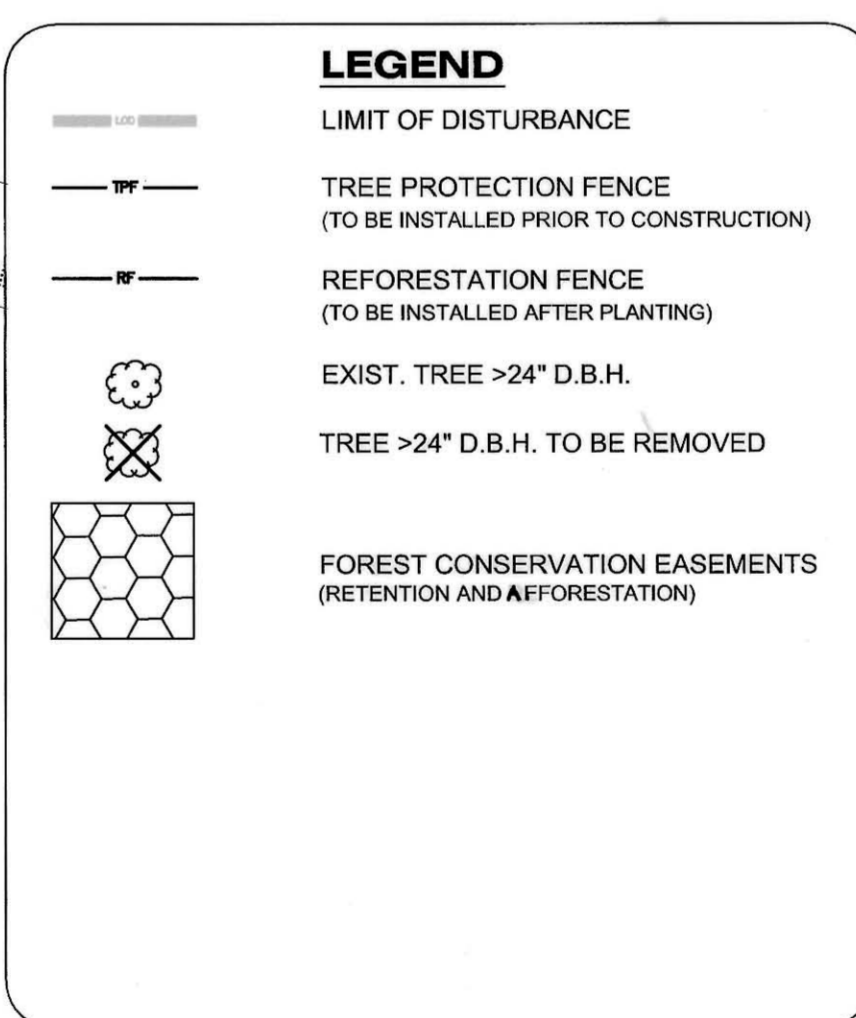 LEGEND
LOD LIMIT OF DISTURBANCE
TPF TREE PROTECTION FENCE
(TO BE INSTALLED PRIOR TO CONSTRUCTION)
RF REFORESTATION FENCE
(TO BE INSTALLED AFTER PLANTING)
EXIST. TREE >24" D.B.H.
TREE >24" D.B.H. TO BE REMOVED
FOREST CONSERVATION EASEMENTS
(RETENTION AND AFFORESTATION)